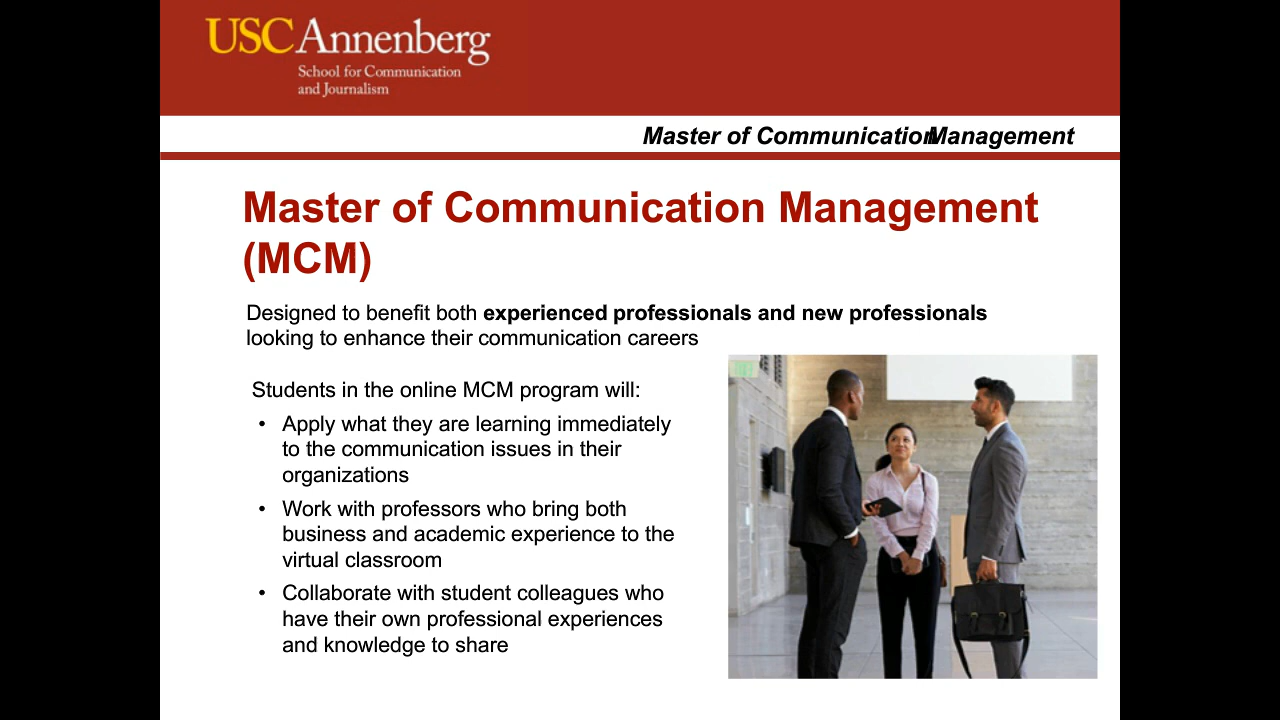 USC Annenberg
School for Communication
and Journalism
Master of Communication Management
Master of Communication Management
(MCM)
Designed to benefit both experienced professionals and new professionals
looking to enhance their communication careers
Students in the online MCM program will:
• Apply what they are learning immediately
to the communication issues in their
organizations
• Work with professors who bring both
business and academic experience to the
virtual classroom
• Collaborate with student colleagues who
have their own professional experiences
and knowledge to share